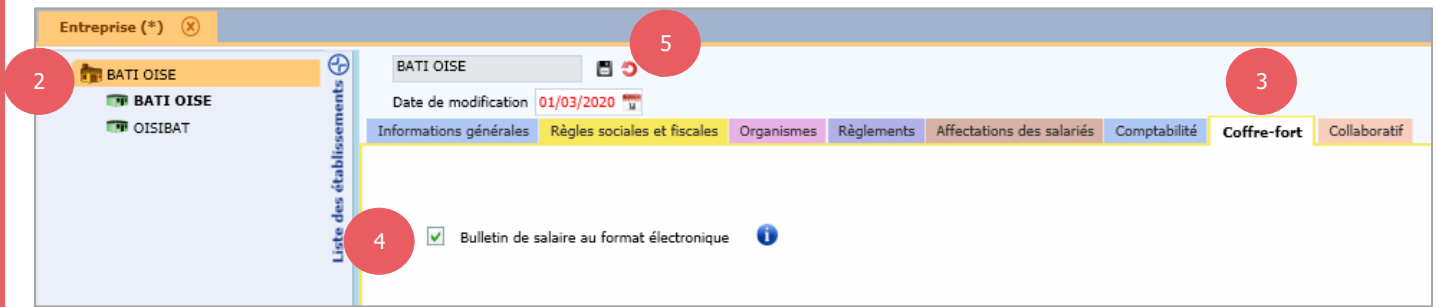 Entreprise (*)
5
2
BATI OISE
BATI OISE
OISIBAT
Liste des établissements
BATI OISE
3
Date de modification 01/03/2020
Informations générales Règles sociales et fiscales Organismes Règlements Affectations des salariés Comptabilité Coffre-fort Collaboratif
4
Bulletin de salaire au format électronique